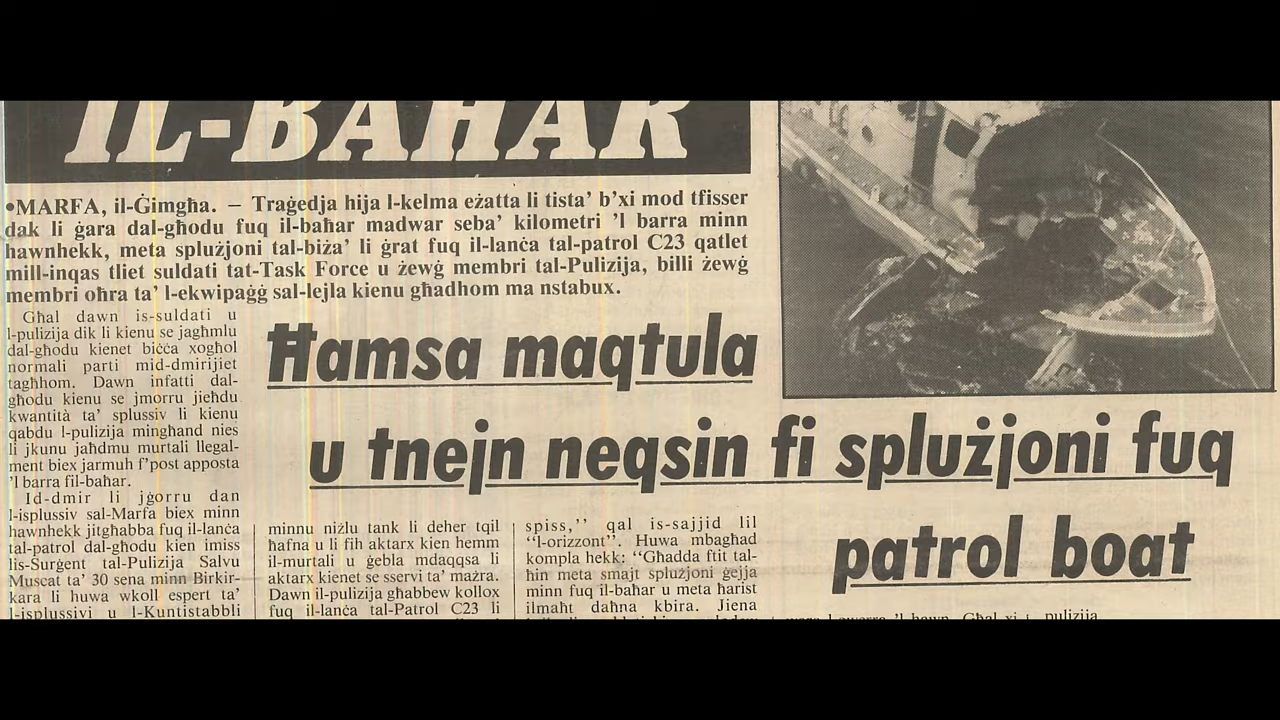 IL-BAĦAR
•MARFA, il-Ġimgħa. — Traġedja hija l-kelma eżatta li tista’ b’xi mod tfisser
dak li ġara dal-għodu fuq il-baħar madwar seba’ kilometri ’l barra minn
hawnhekk, meta splużjoni tal-biża’ li ġrat fuq il-lanċa tal-patrol C23 qatlet
mill-inqas tliet suldati tat-Task Force u żewġ membri tal-Pulizija, billi żewġ
membri oħra ta’ l-ekwipaġġ sal-lejla kienu għadhom ma nstabux.
Ħamsa maqtula
u tnejn neqsin fi splużjoni fuq
patrol boat
Għal dawn is-suldati u
l-pulizija dik li kienu se jagħmlu
dal-għodu kienet biċċa xogħol
normali parti mid-dmirijiet
tagħhom. Dawn infatti dal-
għodu kienu se jmorru jieħdu
kwantità ta’ splussiv li kienu
qabdu l-pulizija mingħand nies
li jkunu jaħdmu murtali llegal-
ment biex jarmuh f’post apposta
’l barra fil-baħar.
Id-dmir li jġorru dan
l-isplussiv sal-Marfa biex minn
hawnhekk jitgħabba fuq il-lanċa
tal-patrol dal-għodu kien imiss
lis-Surġent tal-Pulizija Salvu
Muscat ta’ 30 sena minn Birkir-
kara li huwa wkoll espert ta’
l-isplussivi u l-Kuntistabbli
minnu niżlu tank li deher tqil
ħafna u li fih aktarx kien hemm
il-murtali u ġebla mdaqqsa li
aktarx kienet se sservi ta’ mażra.
Dawn il-pulizija għabbew kollox
fuq il-lanċa tal-Patrol C23 li
spiss,’’ qal is-sajjid lil
‘‘l-orizzont’’. Huwa mbagħad
kompla hekk: ‘‘Għadda ftit tal-
ħin meta smajt splużjoni ġejja
minn fuq il-baħar u meta ħarist
ilmaħt daħna kbira. Jiena
l-gwerra ’l hawn. Għal xi
pulizija